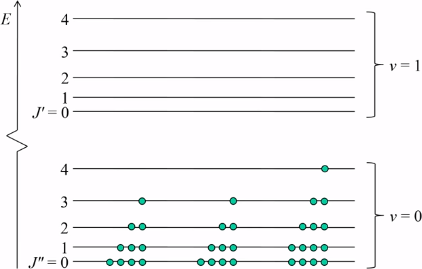 E
4
3
2
1
J' = 0
v = 1
4
3
2
1
J'' = 0
v = 0